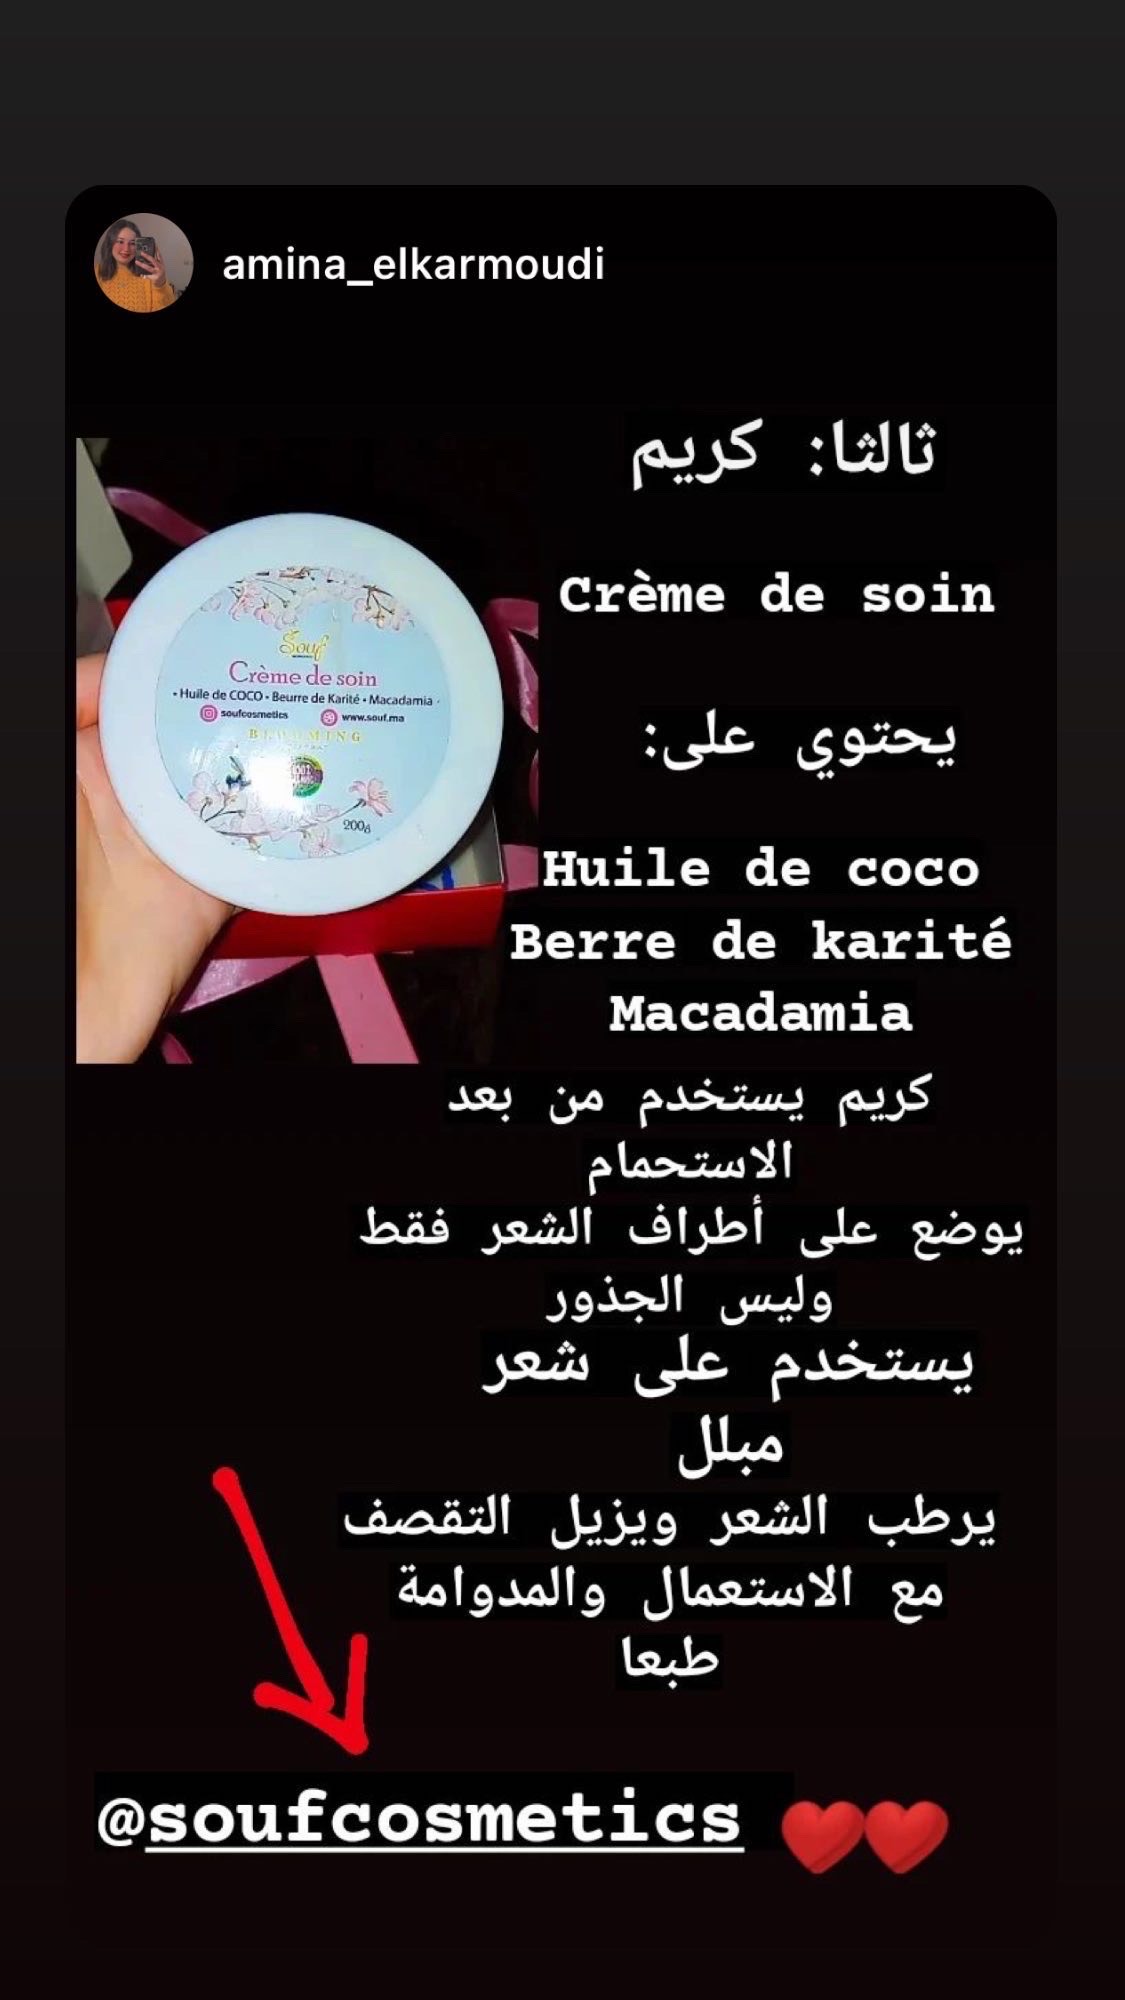 amina_elkarmoudi
ثالثا: كريم
Crème de soin
يحتوي على:
Huile de coco
Berre de karité
Macadamia
كريم يستخدم من بعد
الاستحمام
يوضع على أطراف الشعر فقط
وليس الجذور
يستخدم على شعر
مبلل
يرطب الشعر ويزيل التقصف
مع الاستعمال والمدوامة
طبعا
@soufcosmetics ❤️❤️
Souf
Crème de soin
• Huile de COCO • Beurre de Karité • Macadamia •
soufcosmetics www.souf.ma
200g